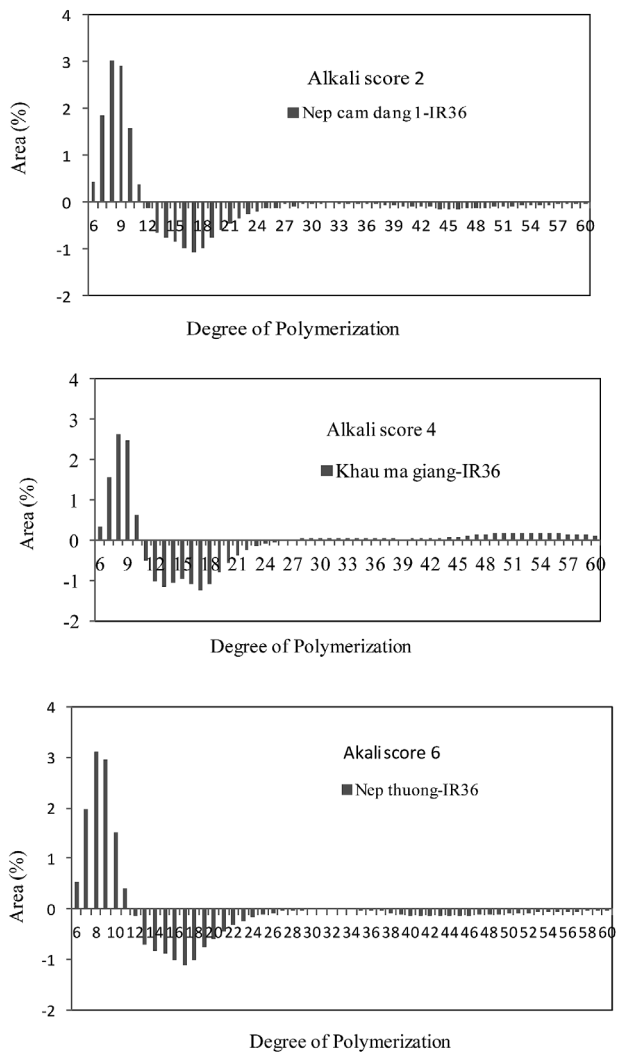 4
3
Alkali score 2
Nep cam dang 1-IR36
2
1
0
6 9 12 15 18 21 24 27 30 33 36 39 42 45 48 51 54 57 60
-1
-2
Area (%)
Degree of Polymerization
4
3
Alkali score 4
Khau ma giang-IR36
2
1
0
6 9 12 15 18 21 24 27 30 33 36 39 42 45 48 51 54 57 60
-1
-2
Area (%)
Degree of Polymerization
4
3
Akali score 6
Nep thuong-IR36
2
1
0
6 8 10 12 14 16 18 20 22 24 26 28 30 32 34 36 38 40 42 44 46 48 50 52 54 56 58 60
-1
-2
Area (%)
Degree of Polymerization